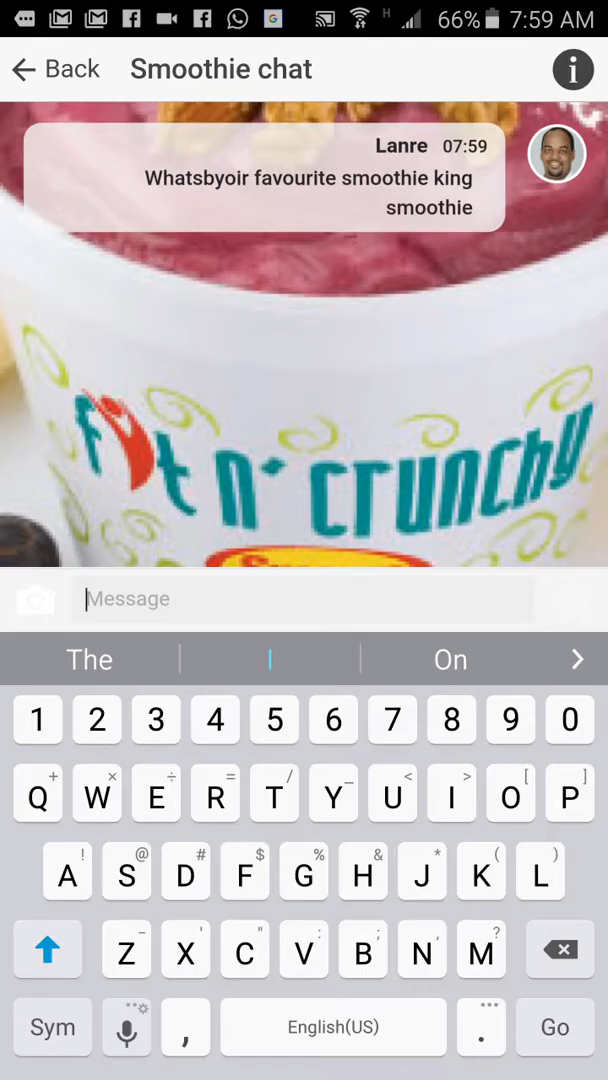 H 66% 7:59 AM
Back Smoothie chat i
Lanre 07:59
Whatsbyoir favourite smoothie king
smoothie
fit n' crunchy
Message
The I On
1 2 3 4 5 6 7 8 9 0
+ × ÷ = / _ < > [ ]
Q W E R T Y U I O P
! @ # $ % & * ( )
A S D F G H J K L
- ' " : ; , ?
Z X C V B N M
Sym , English(US) . Go